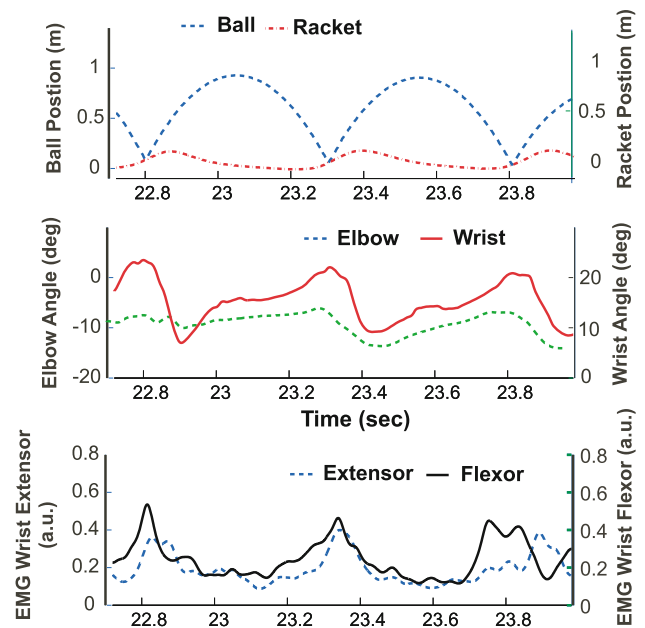 Ball Racket
Ball Postion (m)
1
0.5
0
Racket Postion (m)
1
0.5
0
22.8 23 23.2 23.4 23.6 23.8
Elbow Wrist
Elbow Angle (deg)
0
-10
-20
Wrist Angle (deg)
20
10
0
22.8 23 23.2 23.4 23.6 23.8
Time (sec)
Extensor Flexor
EMG Wrist Extensor
(a.u.)
0.8
0.6
0.4
0.2
0
EMG Wrist Flexor (a.u.)
0.8
0.6
0.4
0.2
0
22.8 23 23.2 23.4 23.6 23.8